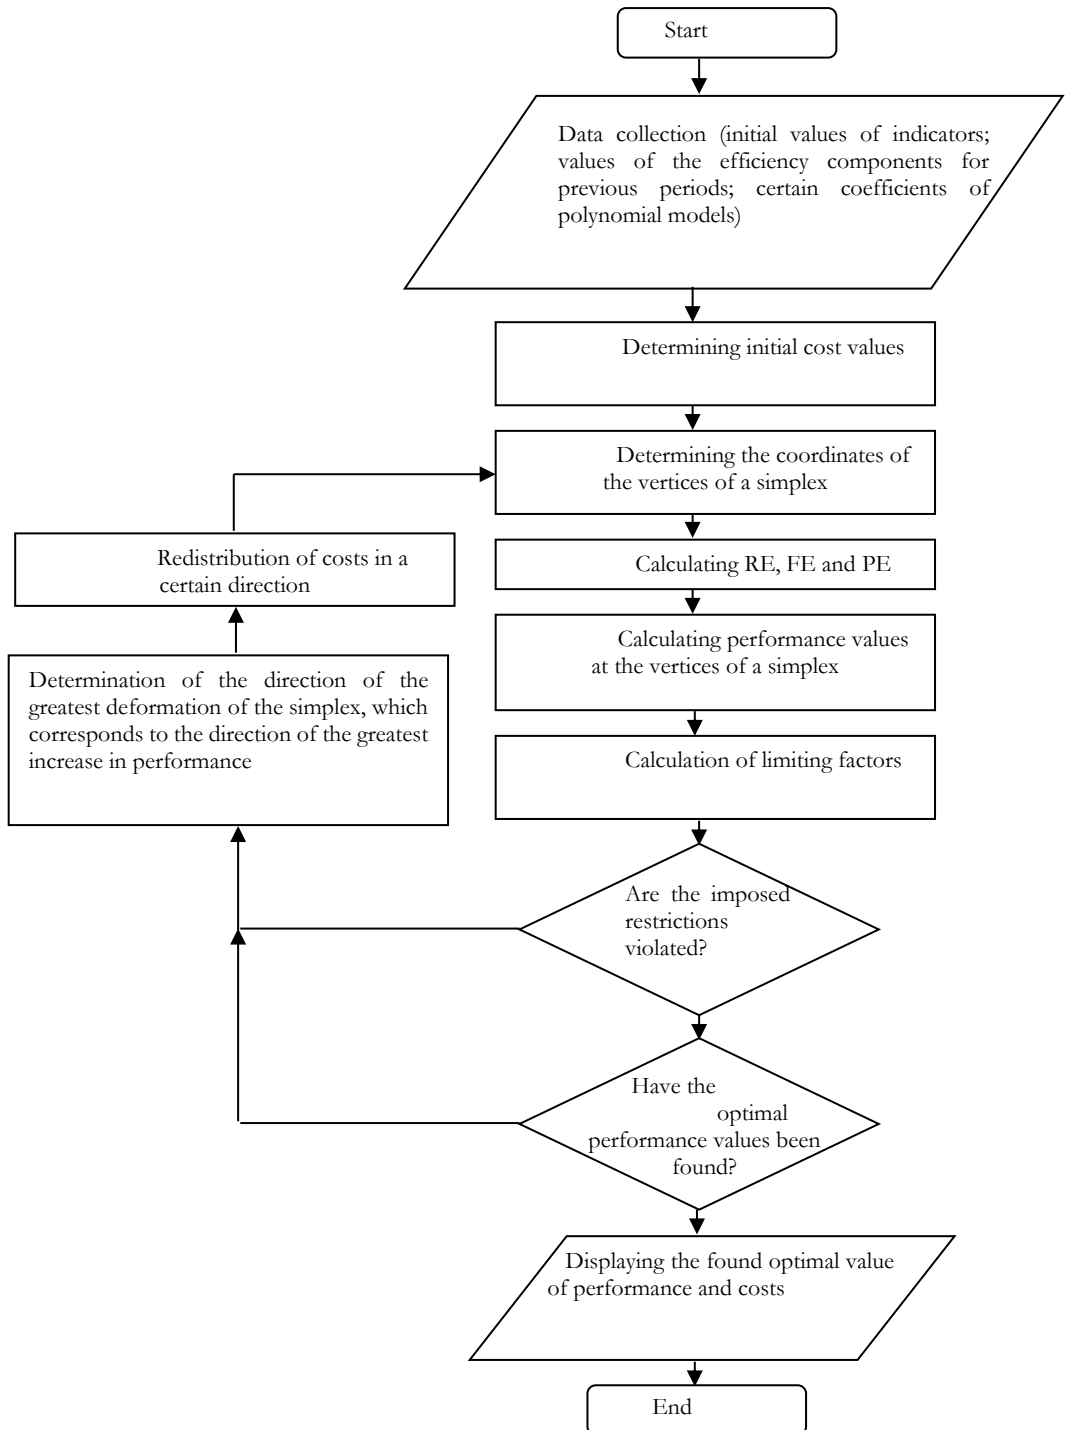 Start
Data collection (initial values of indicators;
values of the efficiency components for
previous periods; certain coefficients of
polynomial models)
Determining initial cost values
Determining the coordinates of
the vertices of a simplex
Redistribution of costs in a
certain direction
Calculating RE, FE and PE
Calculating performance values
at the vertices of a simplex
Determination of the direction of the
greatest deformation of the simplex, which
corresponds to the direction of the greatest
increase in performance
Calculation of limiting factors
Are the imposed
restrictions
violated?
Have the
optimal
performance values been
found?
Displaying the found optimal value
of performance and costs
End